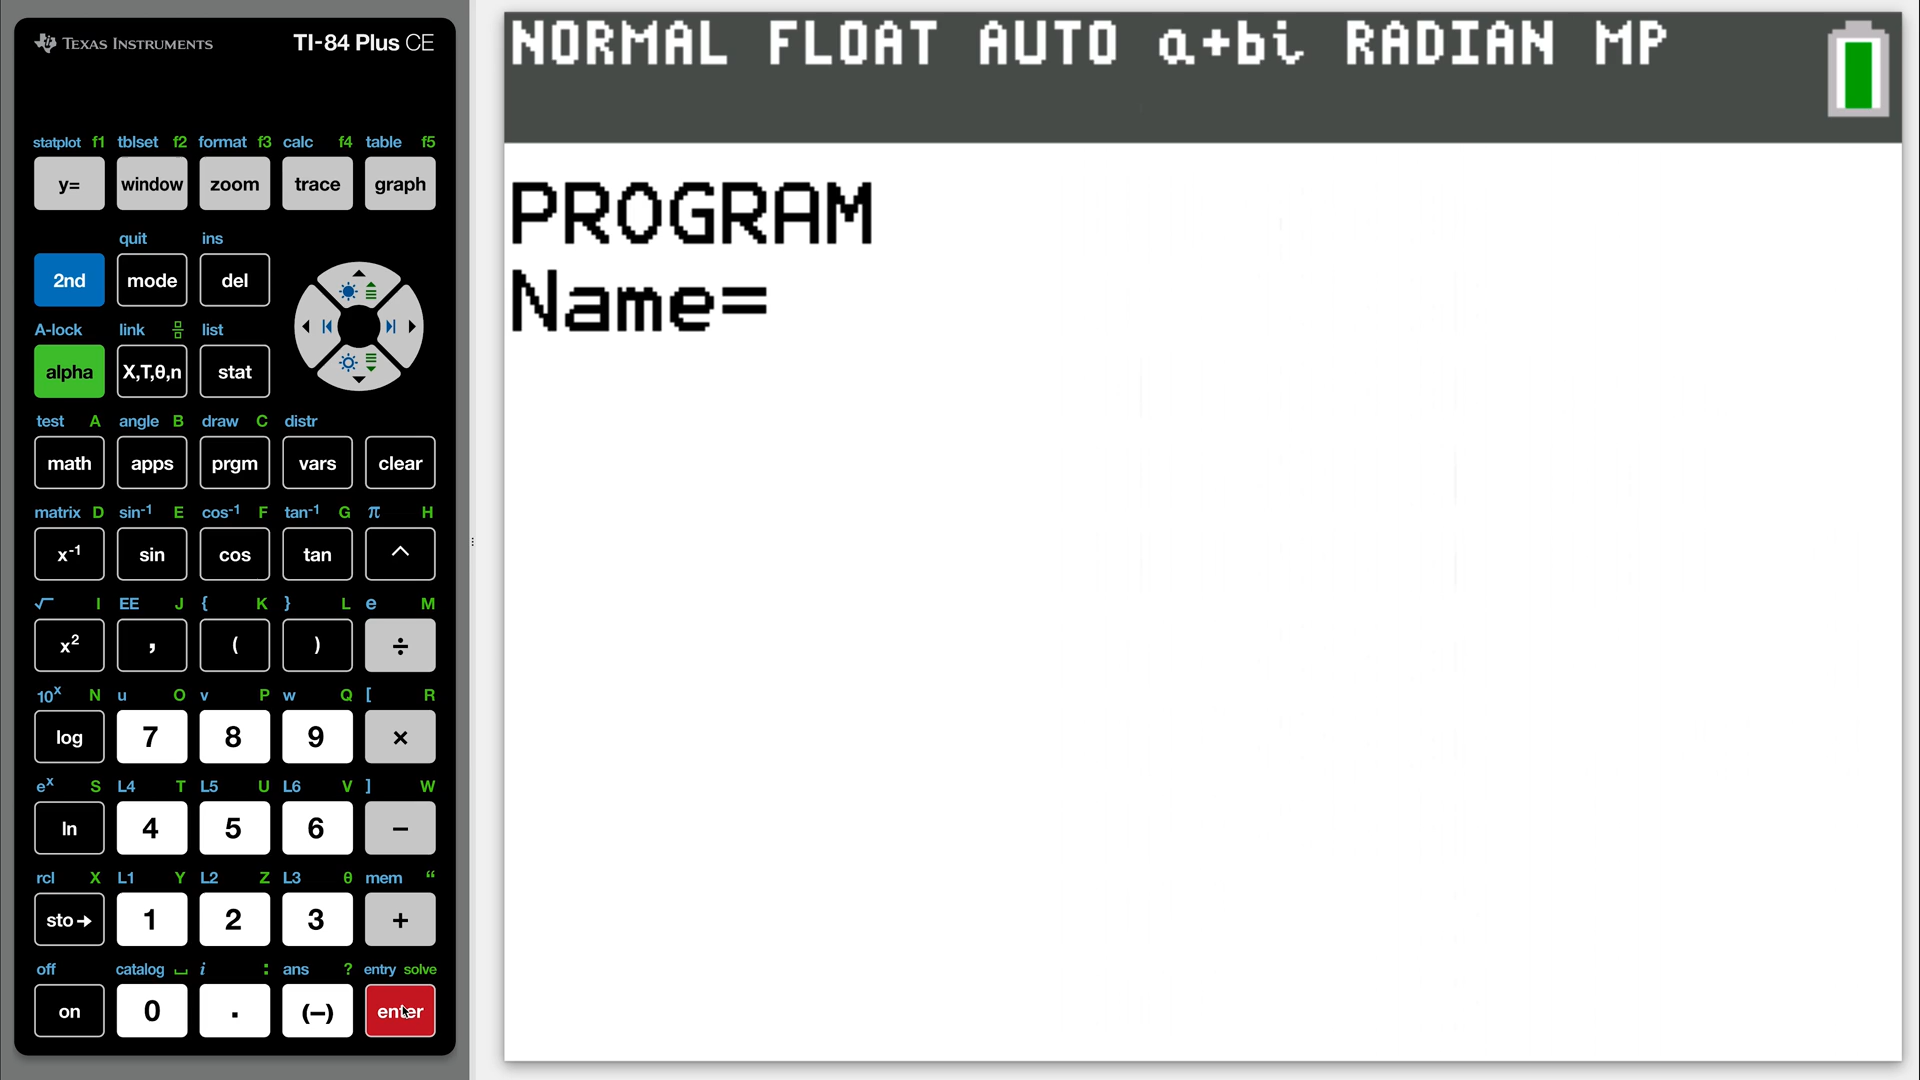 TEXAS INSTRUMENTS TI-84 Plus CE
NORMAL FLOAT AUTO a+bi RADIAN MP
PROGRAM
Name=
statplot f1 tblset f2 format f3 calc f4 table f5
y= window zoom trace graph
quit ins
2nd mode del
A-lock link list
alpha X,T,θ,n stat
test A angle B draw C distr
math apps prgm vars clear
matrix D sin⁻¹ E cos⁻¹ F tan⁻¹ G π H
x⁻¹ sin cos tan ^
√ I EE J { K } L e M
x² , ( ) ÷
10ˣ N u O v P w Q [ R
log 7 8 9 ×
eˣ S L4 T L5 U L6 V ] W
ln 4 5 6 −
rcl X L1 Y L2 Z L3 θ mem “
sto→ 1 2 3 +
off catalog ⎵ i : ans ? entry solve
on 0 . (−) enter